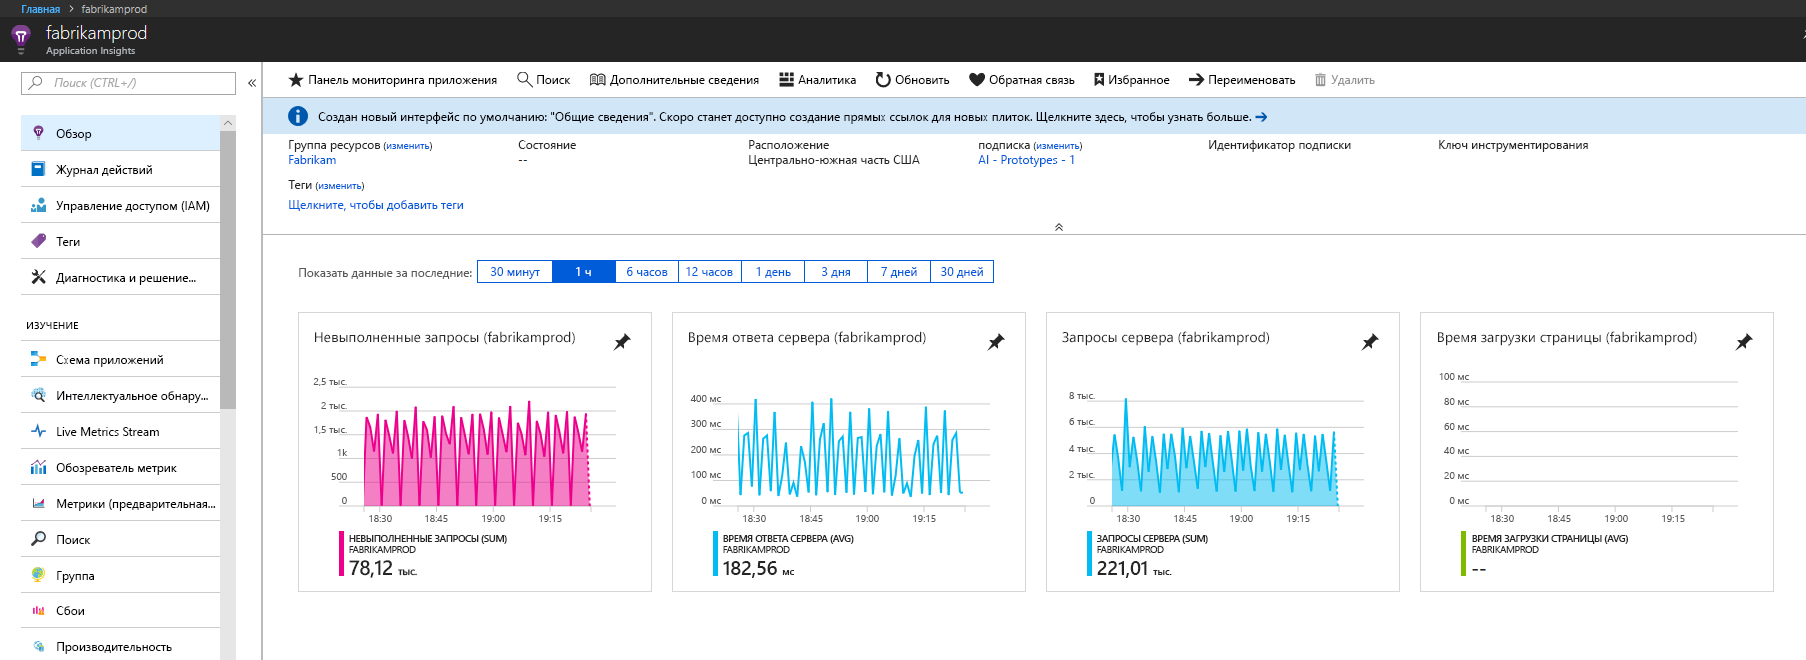 Главная > fabrikamprod
fabrikamprod
Application Insights
Поиск (CTRL+/)
«
Обзор
Журнал действий
Управление доступом (IAM)
Теги
Диагностика и решение...
ИЗУЧЕНИЕ
Схема приложений
Интеллектуальное обнару...
Live Metrics Stream
Обозреватель метрик
Метрики (предварительная...
Поиск
Группа
Сбои
Производительность
Панель мониторинга приложения Поиск Дополнительные сведения Аналитика Обновить Обратная связь Избранное Переименовать Удалить
Создан новый интерфейс по умолчанию: "Общие сведения". Скоро станет доступно создание прямых ссылок для новых плиток. Щелкните здесь, чтобы узнать больше. →
Группа ресурсов (изменить)
Fabrikam
Состояние
--
Расположение
Центрально-южная часть США
подписка (изменить)
AI - Prototypes - 1
Идентификатор подписки
Ключ инструментирования
Теги (изменить)
Щелкните, чтобы добавить теги
Показать данные за последние: 30 минут 1 ч 6 часов 12 часов 1 день 3 дня 7 дней 30 дней
Невыполненные запросы (fabrikamprod)
2,5 тыс.
2 тыс.
1,5 тыс.
1k
500
0
18:30 18:45 19:00 19:15
НЕВЫПОЛНЕННЫЕ ЗАПРОСЫ (SUM)
FABRIKAMPROD
78,12 тыс.
Время ответа сервера (fabrikamprod)
400 мс
300 мс
200 мс
100 мс
0 мс
18:30 18:45 19:00 19:15
ВРЕМЯ ОТВЕТА СЕРВЕРА (AVG)
FABRIKAMPROD
182,56 мс
Запросы сервера (fabrikamprod)
8 тыс.
6 тыс.
4 тыс.
2 тыс.
0
18:30 18:45 19:00 19:15
ЗАПРОСЫ СЕРВЕРА (SUM)
FABRIKAMPROD
221,01 тыс.
Время загрузки страницы (fabrikamprod)
100 мс
80 мс
60 мс
40 мс
20 мс
0 мс
18:30 18:45 19:00 19:15
ВРЕМЯ ЗАГРУЗКИ СТРАНИЦЫ (AVG)
FABRIKAMPROD
--